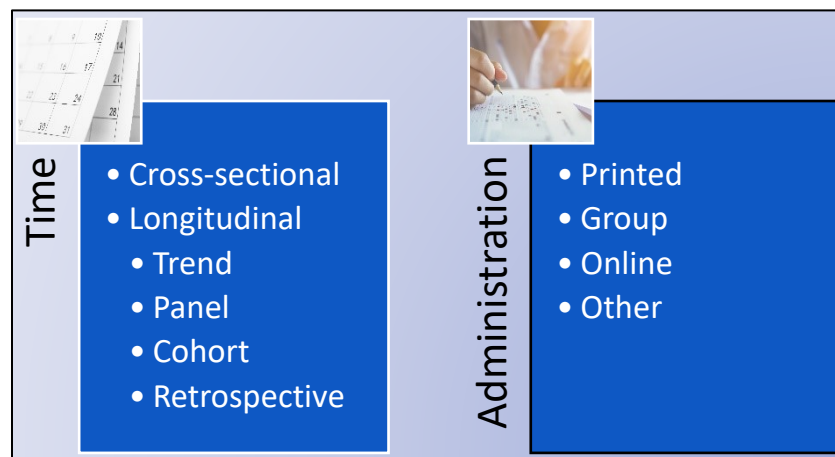 Time
• Cross-sectional
• Longitudinal
• Trend
• Panel
• Cohort
• Retrospective
Administration
• Printed
• Group
• Online
• Other